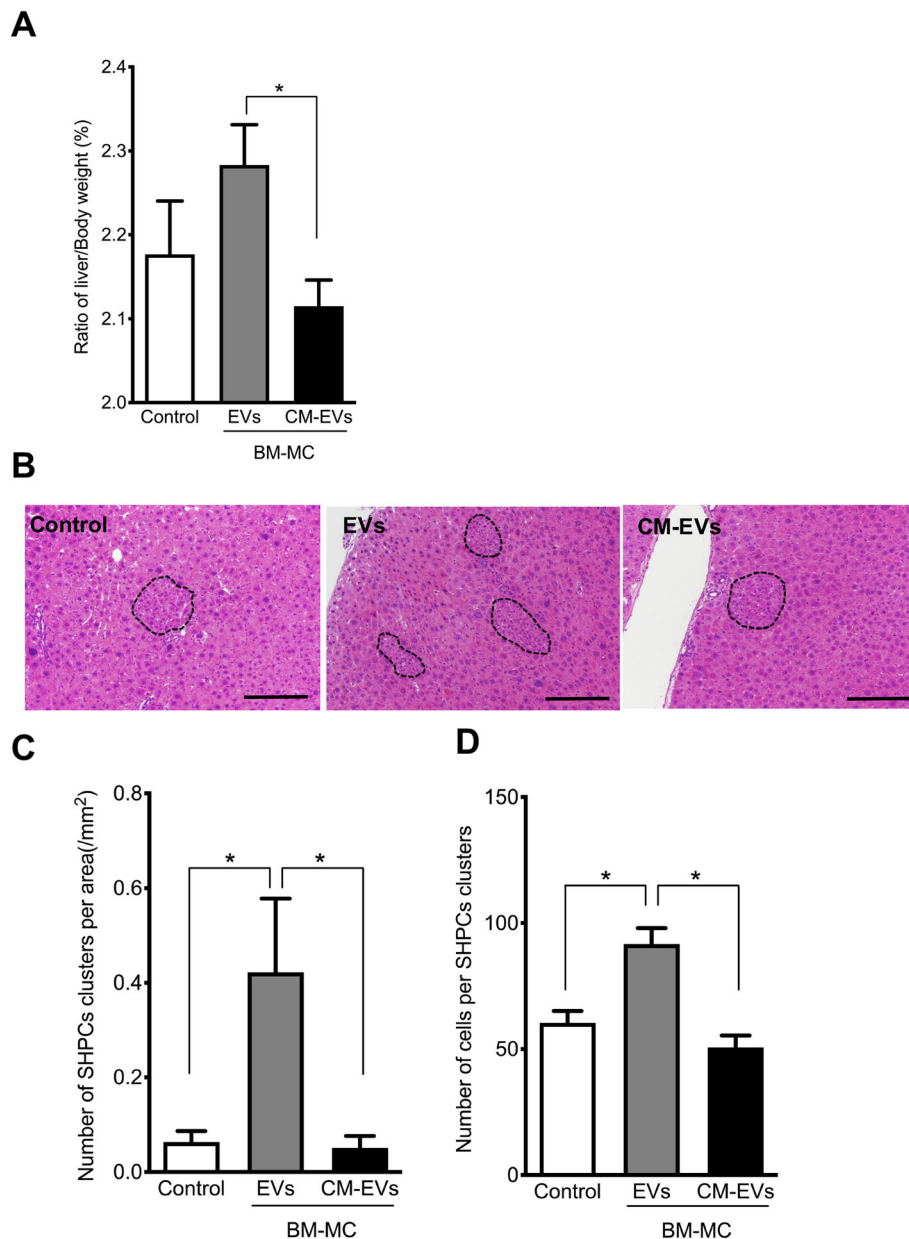 A
Ratio of liver/Body weight (%)
2.4
2.3
2.2
2.1
2.0
*
Control
EVs
CM-EVs
BM-MC
B
Control
EVs
CM-EVs
C
Number of SHPCs clusters per area(/mm²)
0.8
0.6
0.4
0.2
0.0
*
*
Control
EVs
CM-EVs
BM-MC
D
Number of cells per SHPCs clusters
150
100
50
0
*
*
Control
EVs
CM-EVs
BM-MC